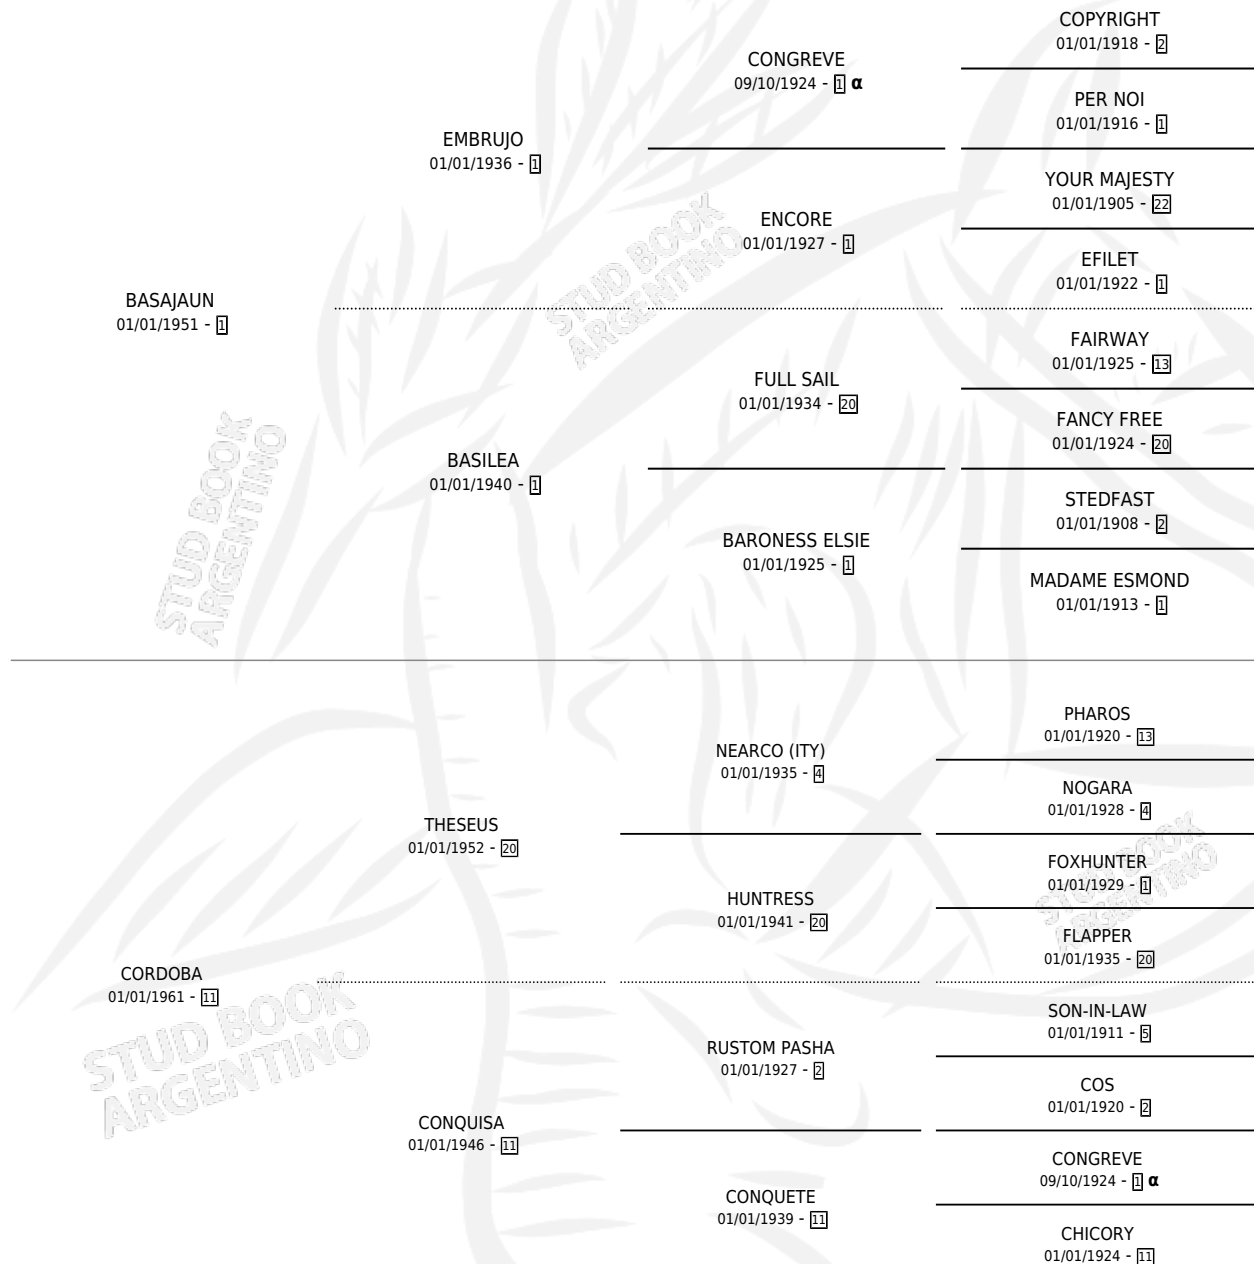 COPYRIGHT
01/01/1918 - 2
CONGREVE
09/10/1924 - 1 α
PER NOI
01/01/1916 - 1
EMBRUJO
01/01/1936 - 1
YOUR MAJESTY
01/01/1905 - 22
ENCORE
01/01/1927 - 1
EFILET
01/01/1922 - 1
BASAJAUN
01/01/1951 - 1
FAIRWAY
01/01/1925 - 13
FULL SAIL
01/01/1934 - 20
FANCY FREE
01/01/1924 - 20
BASILEA
01/01/1940 - 1
STEDFAST
01/01/1908 - 2
BARONESS ELSIE
01/01/1925 - 1
MADAME ESMOND
01/01/1913 - 1
STUD BOOK
ARGENTINO
STUD BOOK
ARGENTINO
PHAROS
01/01/1920 - 13
NEARCO (ITY)
01/01/1935 - 4
NOGARA
01/01/1928 - 4
THESEUS
01/01/1952 - 20
FOXHUNTER
01/01/1929 - 1
HUNTRESS
01/01/1941 - 20
FLAPPER
01/01/1935 - 20
CORDOBA
01/01/1961 - 11
SON-IN-LAW
01/01/1911 - 5
RUSTOM PASHA
01/01/1927 - 2
COS
01/01/1920 - 2
CONQUISA
01/01/1946 - 11
CONGREVE
09/10/1924 - 1 α
CONQUETE
01/01/1939 - 11
CHICORY
01/01/1924 - 11
STUD BOOK
ARGENTINO
STUD BOOK
ARGENTINO